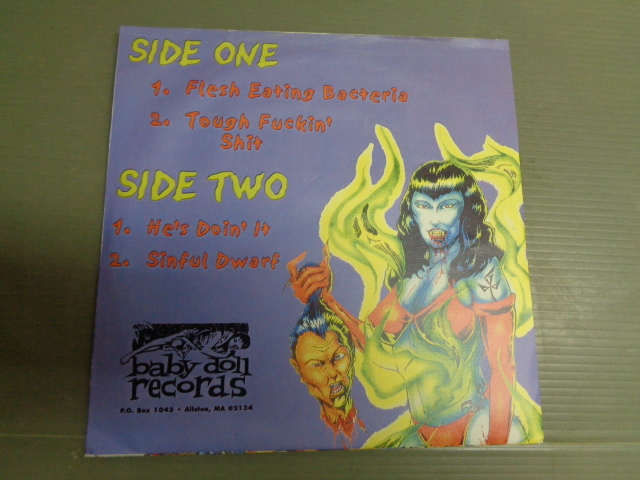 SIDE ONE
1. Flesh Eating Bacteria
2. Tough Fuckin'
Shit
SIDE TWO
1. He's Doin' It
2. Sinful Dwarf
baby doll
records
P.O. Box 1043 • Allston, MA 02134